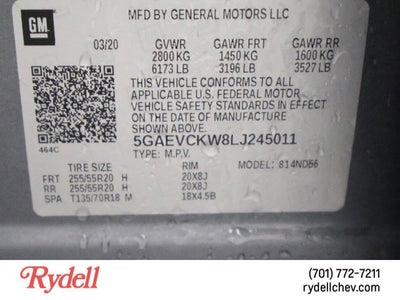 GM
MFD BY GENERAL MOTORS LLC
03/20 GVWR GAWR FRT GAWR RR
2800 KG 1450 KG 1600 KG
6173 LB 3196 LB 3527 LB
THIS VEHICLE CONFORMS TO ALL
APPLICABLE U.S. FEDERAL MOTOR
VEHICLE SAFETY STANDARDS IN EFFECT
ON THE DATE OF MANUFACTURE
SHOWN ABOVE.
464C 5GAEVCKW8LJ245011
TYPE: M.P.V. MODEL: 814ND56
TIRE SIZE RIM
FRT 255/55R20 H 20X8J
RR 255/55R20 H 20X8J
SPA T135/70R18 M 18X4.5B
Rydell
(701) 772-7211
rydellchev.com